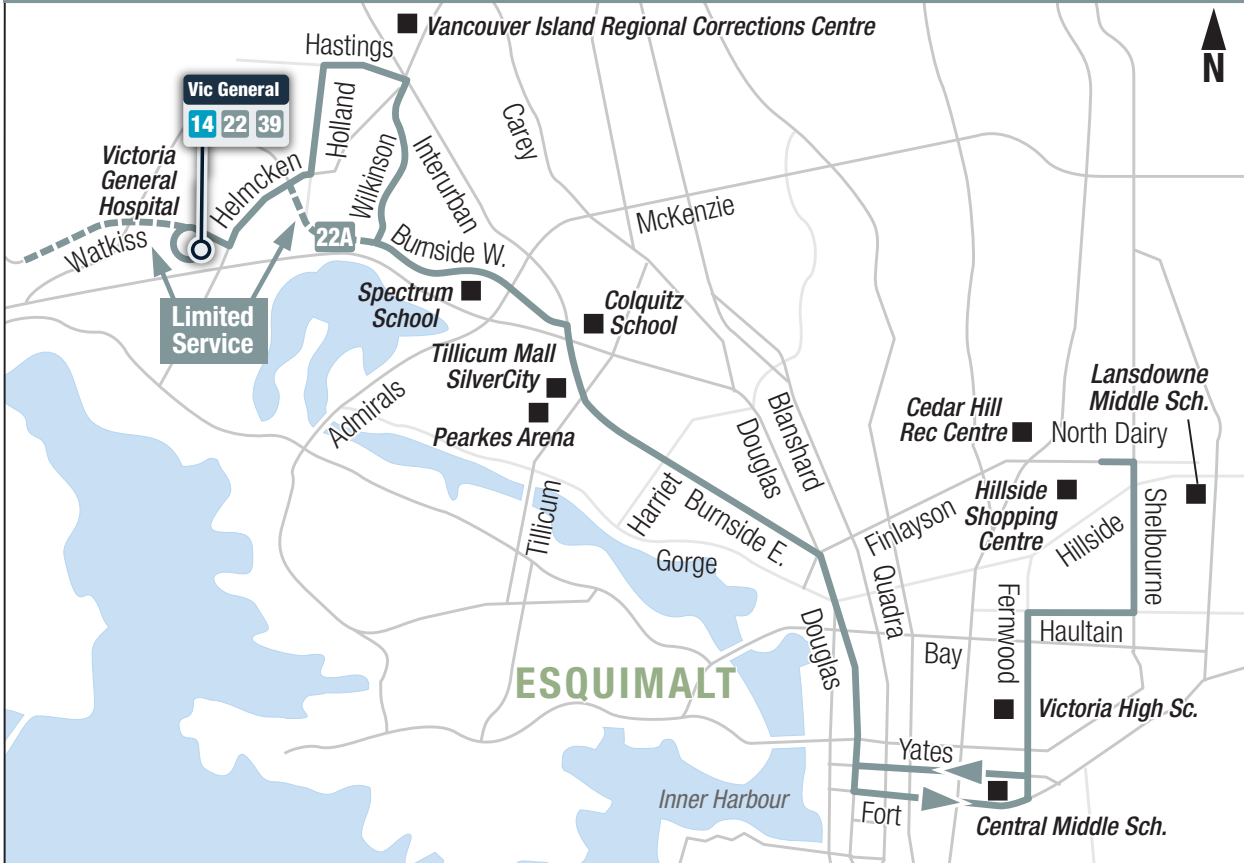 Vancouver Island Regional Corrections Centre
N
Hastings
Vic General
14 22 39
Holland
Carey
Victoria
General
Hospital
Helmcken
Wilkinson
Interurban
McKenzie
Watkiss
22A
Burnside W.
Limited
Service
Spectrum
School
Colquitz
School
Tillicum Mall
SilverCity
Pearkes Arena
Admirals
Lansdowne
Middle Sch.
Blanshard
Douglas
Cedar Hill
Rec Centre
North Dairy
Hillside
Shopping
Centre
Tillicum
Harriet
Burnside E.
Finlayson
Hillside
Shelbourne
Gorge
Quadra
Fernwood
Haultain
Douglas
Bay
ESQUIMALT
Victoria High Sc.
Yates
Inner Harbour
Fort
Central Middle Sch.